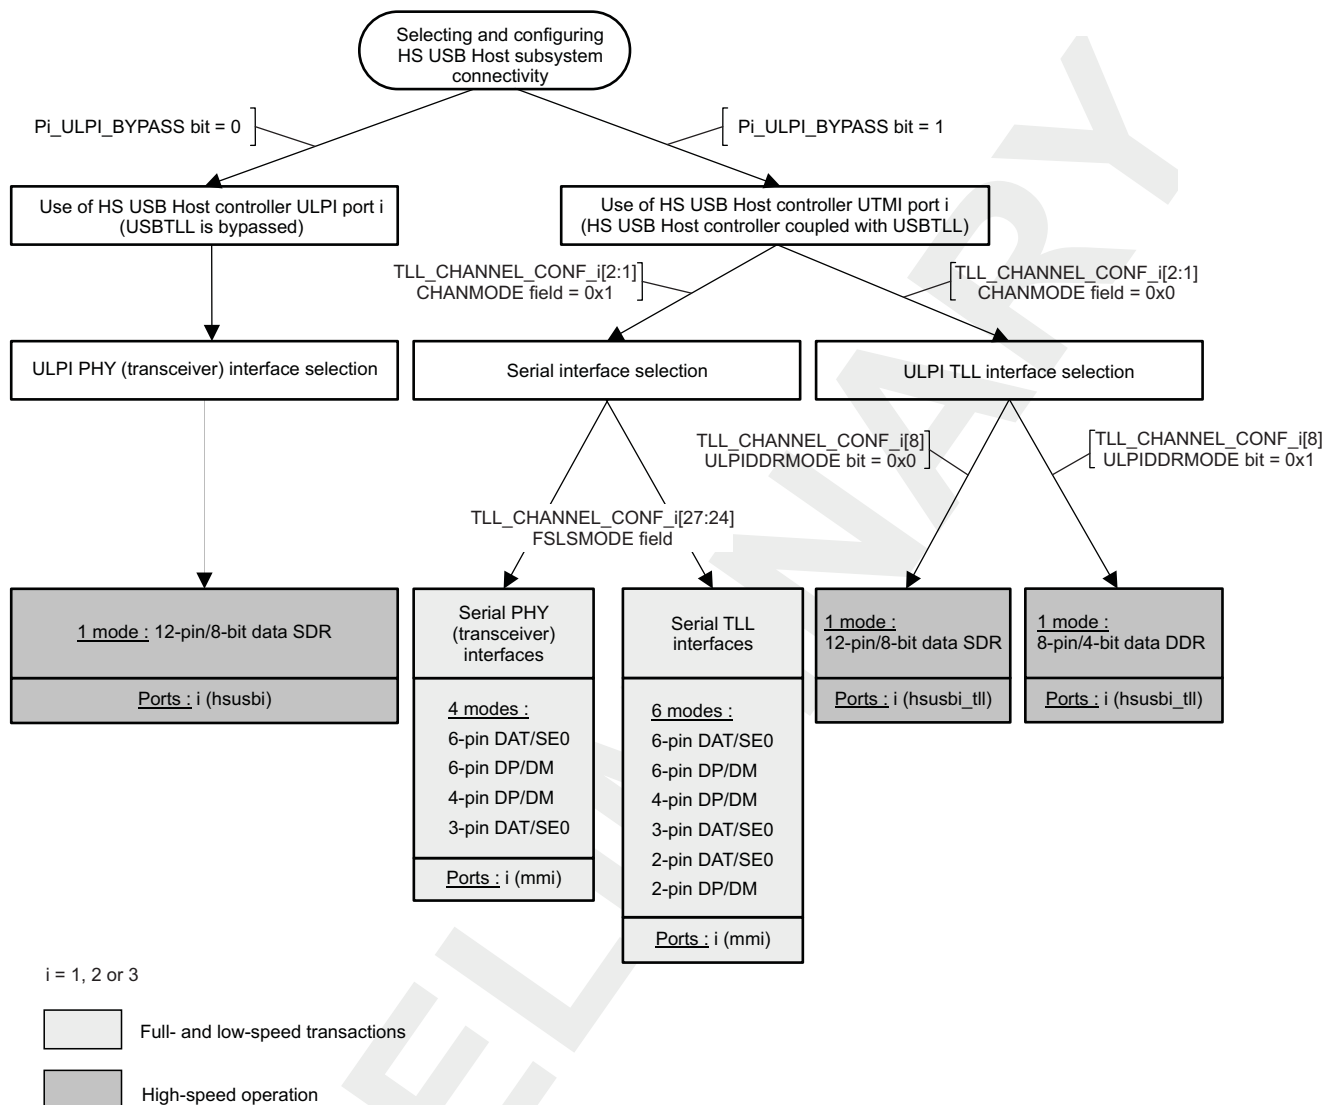 Selecting and configuring
HS USB Host subsystem
connectivity
Pi_ULPI_BYPASS bit = 0
Pi_ULPI_BYPASS bit = 1
Use of HS USB Host controller ULPI port i
(USBTLL is bypassed)
Use of HS USB Host controller UTMI port i
(HS USB Host controller coupled with USBTLL)
TLL_CHANNEL_CONF_i[2:1]
CHANMODE field = 0x1
TLL_CHANNEL_CONF_i[2:1]
CHANMODE field = 0x0
ULPI PHY (transceiver) interface selection
Serial interface selection
ULPI TLL interface selection
TLL_CHANNEL_CONF_i[8]
ULPIDDRMODE bit = 0x0
TLL_CHANNEL_CONF_i[8]
ULPIDDRMODE bit = 0x1
TLL_CHANNEL_CONF_i[27:24]
FSLSMODE field
1 mode : 12-pin/8-bit data SDR
Ports : i (hsusbi)
Serial PHY
(transceiver)
interfaces
4 modes :
6-pin DAT/SE0
6-pin DP/DM
4-pin DP/DM
3-pin DAT/SE0
Ports : i (mmi)
Serial TLL
interfaces
6 modes :
6-pin DAT/SE0
6-pin DP/DM
4-pin DP/DM
3-pin DAT/SE0
2-pin DAT/SE0
2-pin DP/DM
Ports : i (mmi)
1 mode :
12-pin/8-bit data SDR
Ports : i (hsusbi_tll)
1 mode :
8-pin/4-bit data DDR
Ports : i (hsusbi_tll)
i = 1, 2 or 3
Full- and low-speed transactions
High-speed operation